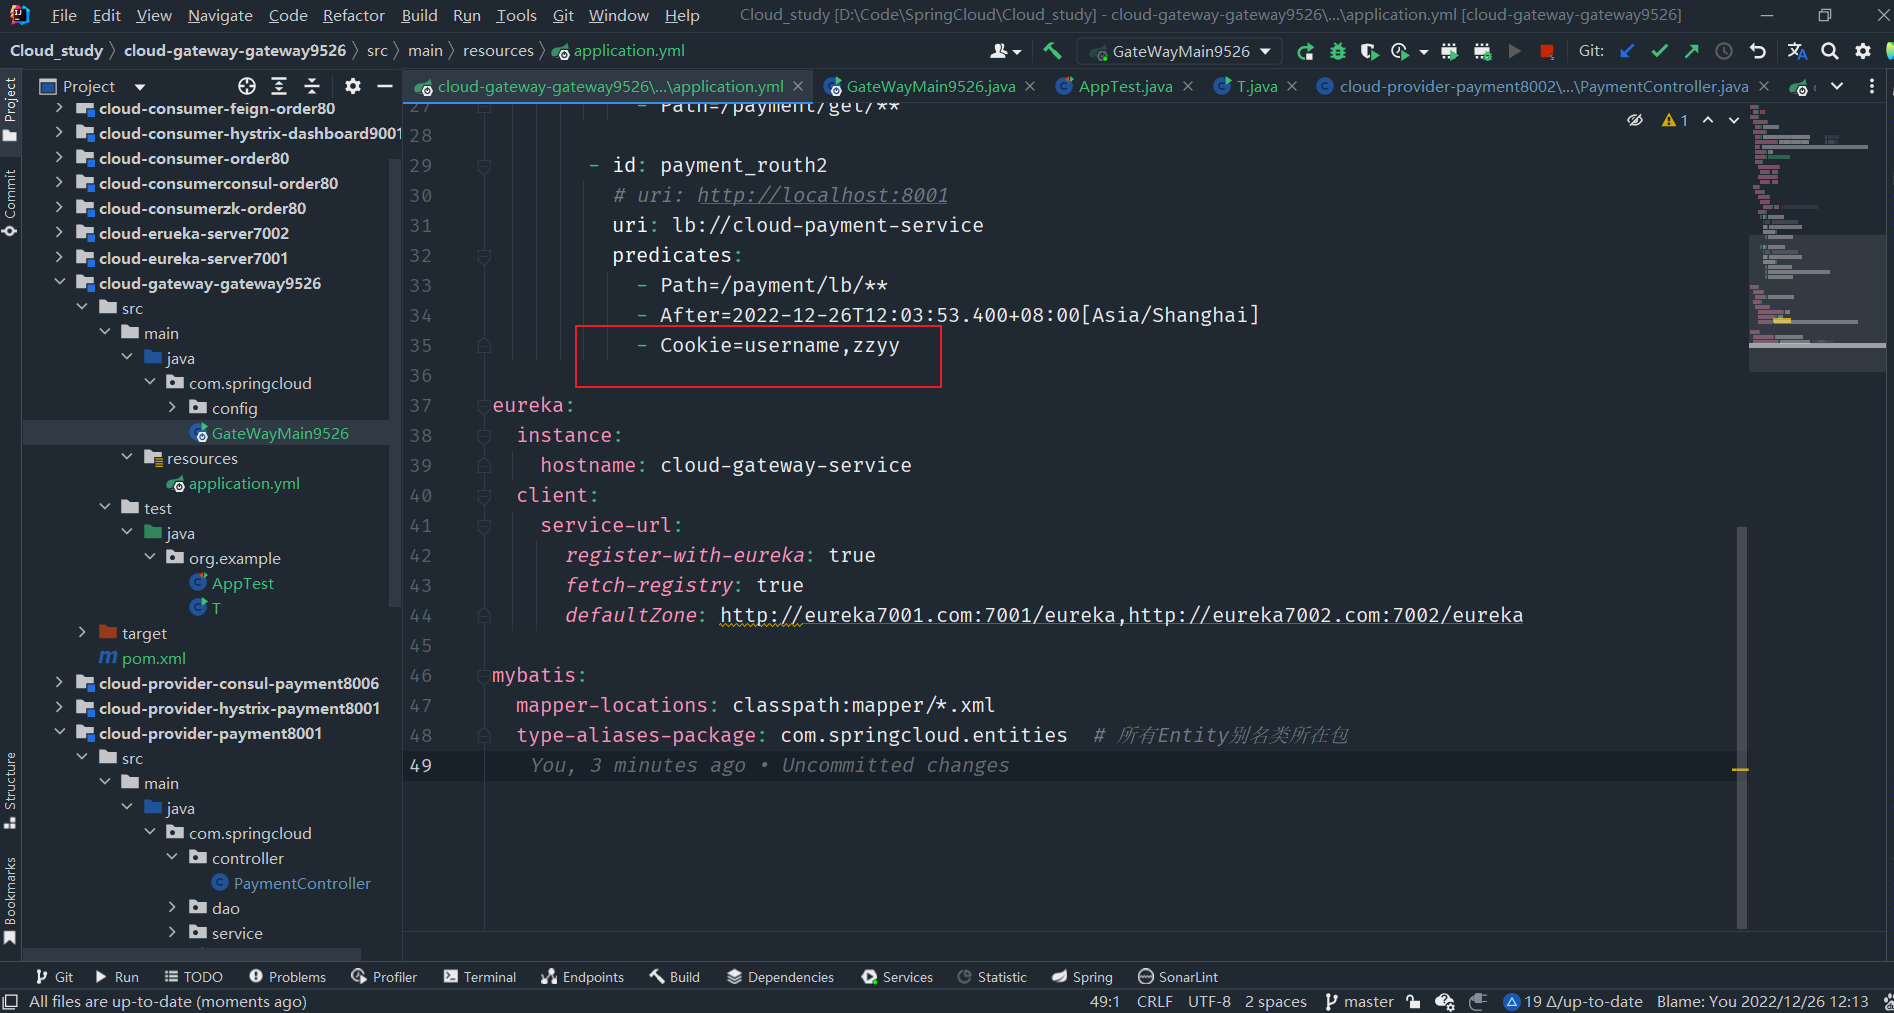 File Edit View Navigate Code Refactor Build Run Tools Git Window Help Cloud_study [D:\Code\SpringCloud\Cloud_study] - cloud-gateway-gateway9526\...\application.yml [cloud-gateway-gateway9526]
Cloud_study cloud-gateway-gateway9526 src main resources application.yml GateWayMain9526 Git:
Project cloud-gateway-gateway9526\...\application.yml GateWayMain9526.java AppTest.java T.java cloud-provider-payment8002\...\PaymentController.java
Project
Commit
Structure
Bookmarks
cloud-consumer-feign-order80
cloud-consumer-hystrix-dashboard9001
cloud-consumer-order80
cloud-consumerconsul-order80
cloud-consumerzk-order80
cloud-erueka-server7002
cloud-eureka-server7001
cloud-gateway-gateway9526
src
main
java
com.springcloud
config
GateWayMain9526
resources
application.yml
test
java
org.example
AppTest
T
target
pom.xml
cloud-provider-consul-payment8006
cloud-provider-hystrix-payment8001
cloud-provider-payment8001
src
main
java
com.springcloud
controller
PaymentController
dao
service
1
27 - Path=/payment/get/**
28
29 - id: payment_routh2
30 # uri: http://localhost:8001
31 uri: lb://cloud-payment-service
32 predicates:
33 - Path=/payment/lb/**
34 - After=2022-12-26T12:03:53.400+08:00[Asia/Shanghai]
35 - Cookie=username,zzyy
36
37 eureka:
38 instance:
39 hostname: cloud-gateway-service
40 client:
41 service-url:
42 register-with-eureka: true
43 fetch-registry: true
44 defaultZone: http://eureka7001.com:7001/eureka,http://eureka7002.com:7002/eureka
45
46 mybatis:
47 mapper-locations: classpath:mapper/*.xml
48 type-aliases-package: com.springcloud.entities # 所有Entity别名类所在包
49 You, 3 minutes ago • Uncommitted changes
Git Run TODO Problems Profiler Terminal Endpoints Build Dependencies Services Statistic Spring SonarLint
All files are up-to-date (moments ago) 49:1 CRLF UTF-8 2 spaces master 19 Δ/up-to-date Blame: You 2022/12/26 12:13